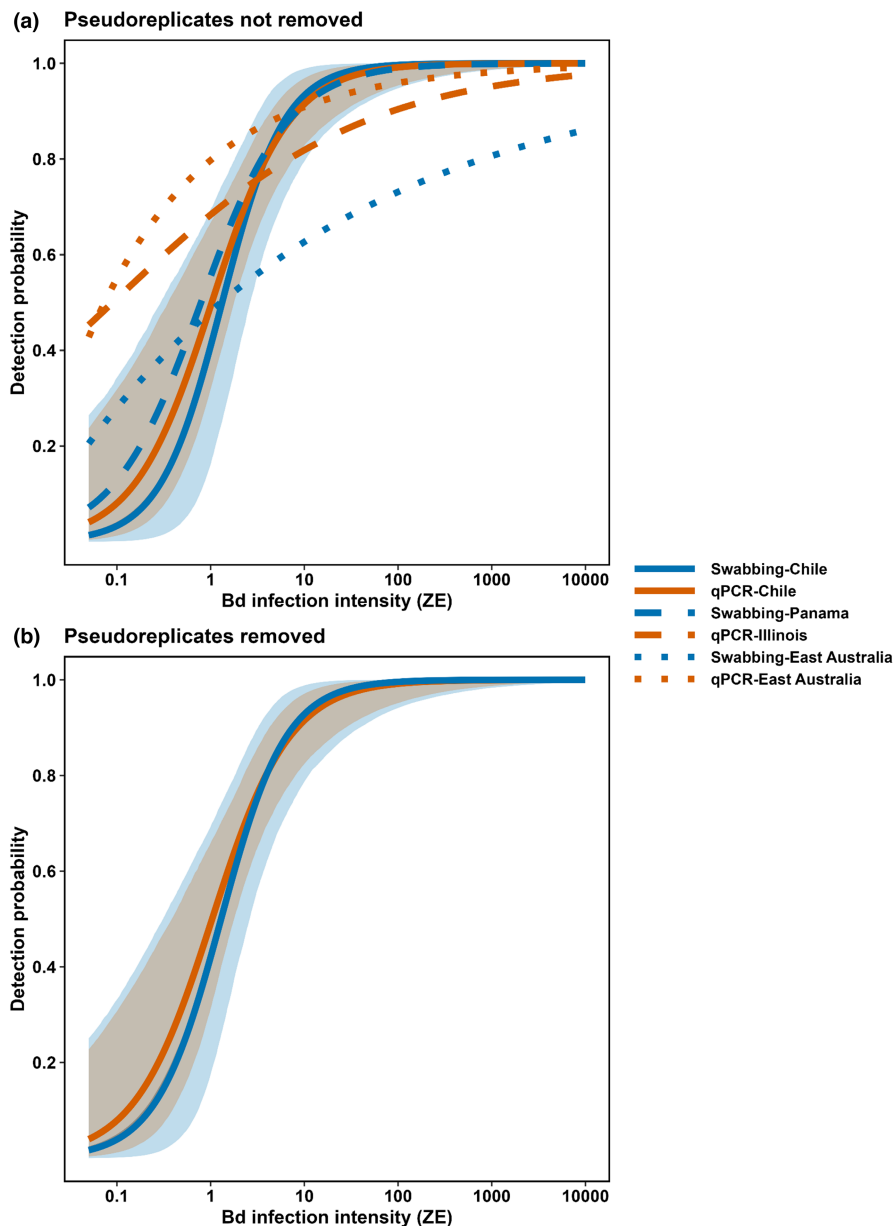 (a) Pseudoreplicates not removed
1.0
0.8
0.6
0.4
0.2
Detection probability
0.1 1 10 100 1000 10000
Bd infection intensity (ZE)
Swabbing-Chile
qPCR-Chile
Swabbing-Panama
qPCR-Illinois
Swabbing-East Australia
qPCR-East Australia
(b) Pseudoreplicates removed
1.0
0.8
0.6
0.4
0.2
Detection probability
0.1 1 10 100 1000 10000
Bd infection intensity (ZE)